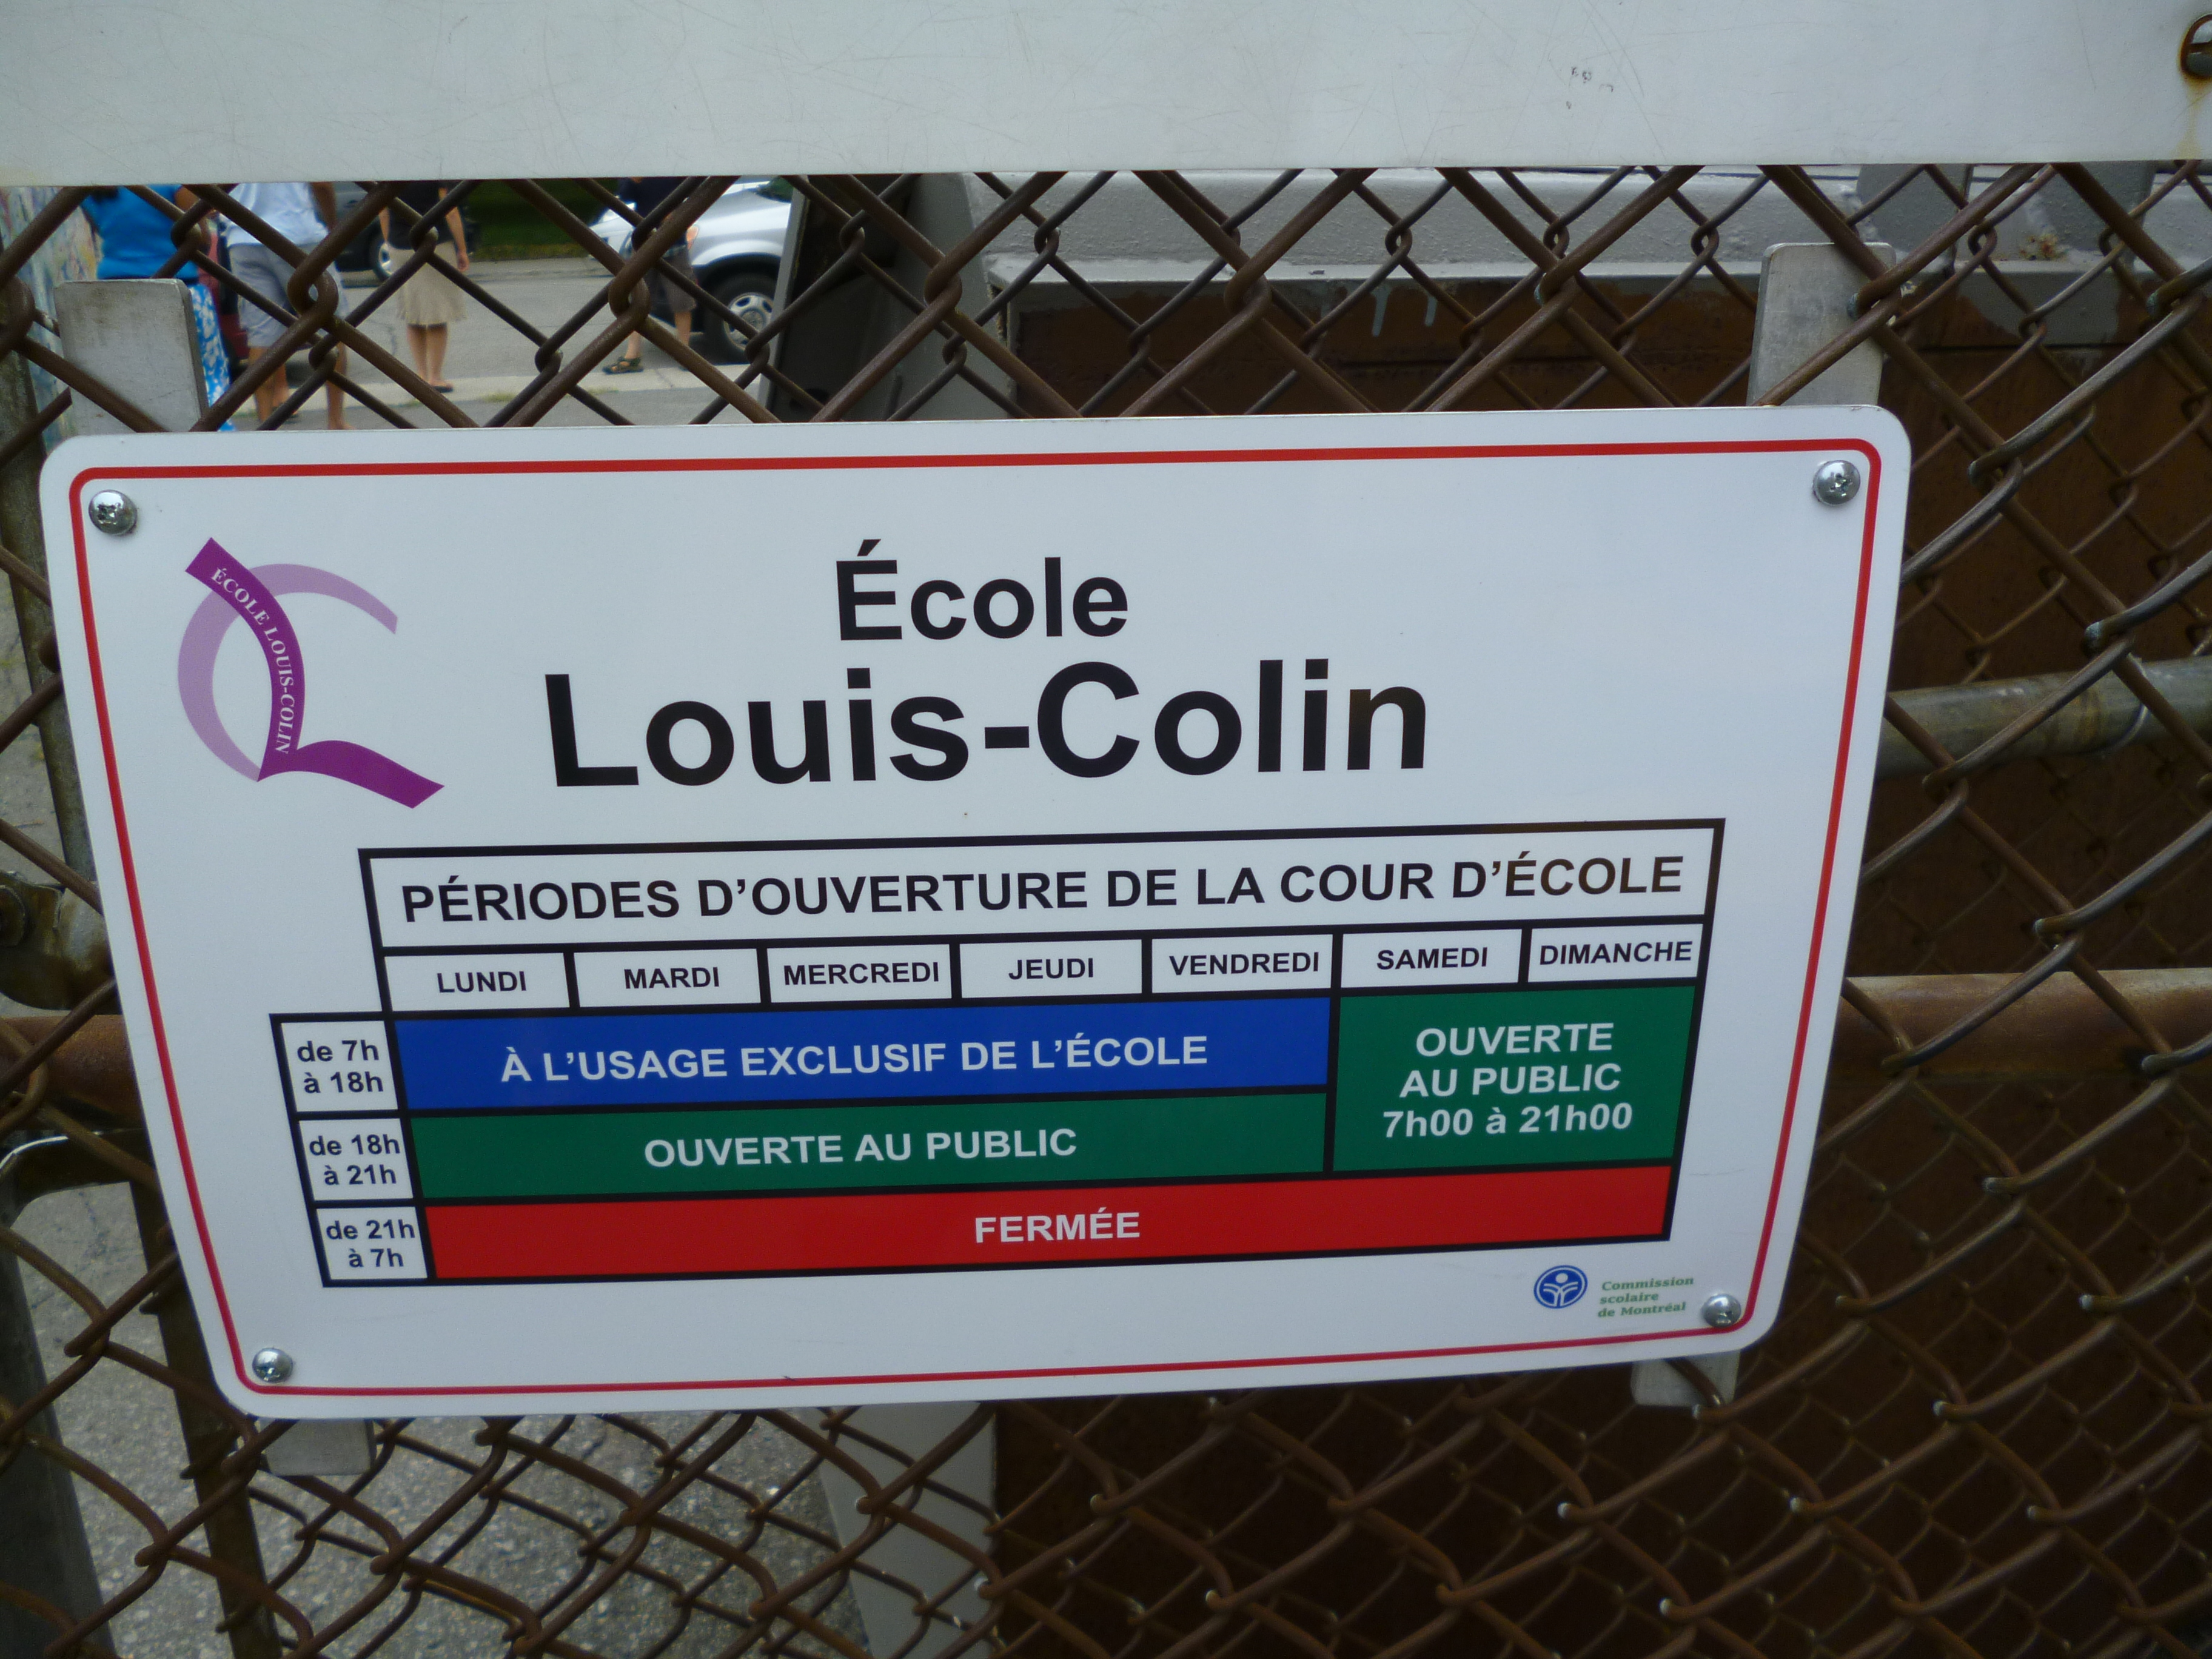 ÉCOLE LOUIS-COLIN
École
Louis-Colin
PÉRIODES D'OUVERTURE DE LA COUR D'ÉCOLE
LUNDI MARDI MERCREDI JEUDI VENDREDI SAMEDI DIMANCHE
de 7h
à 18h
À L'USAGE EXCLUSIF DE L'ÉCOLE
OUVERTE
AU PUBLIC
7h00 à 21h00
de 18h
à 21h
OUVERTE AU PUBLIC
de 21h
à 7h
FERMÉE
Commission
scolaire
de Montréal